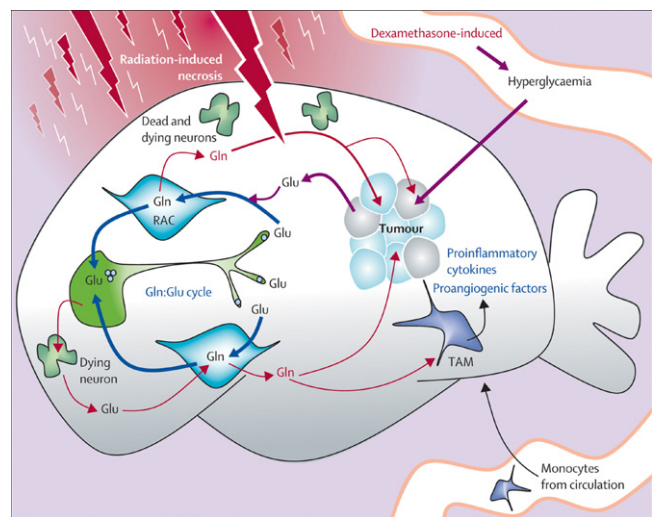 Dexamethasone-induced
Radiation-induced
necrosis
Hyperglycaemia
Dead and
dying neurons
Gln
Glu
Gln
RAC
Glu
Tumour
Proinflammatory
cytokines
Proangiogenic factors
Glu
Gln:Glu cycle
Glu
Glu
Gln
Dying
neuron
Gln
TAM
Glu
Monocytes
from circulation